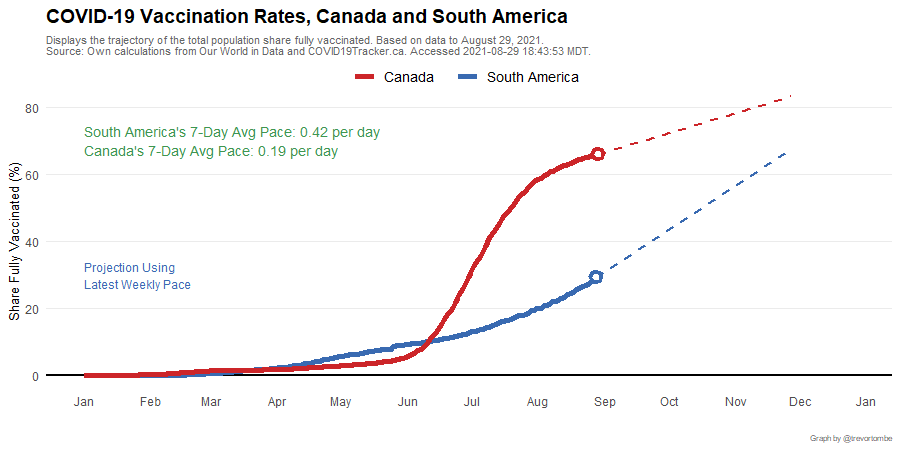 COVID-19 Vaccination Rates, Canada and South America
Displays the trajectory of the total population share fully vaccinated. Based on data to August 29, 2021.
Source: Own calculations from Our World in Data and COVID19Tracker.ca. Accessed 2021-08-29 18:43:53 MDT.
Canada South America
South America's 7-Day Avg Pace: 0.42 per day
Canada's 7-Day Avg Pace: 0.19 per day
Projection Using
Latest Weekly Pace
Share Fully Vaccinated (%)
80
60
40
20
0
Jan Feb Mar Apr May Jun Jul Aug Sep Oct Nov Dec Jan
Graph by @trevortombe